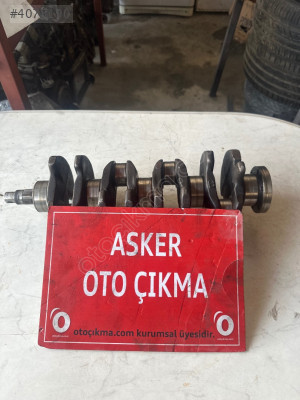 ASKER
OTO ÇIKMA
otoçıkma.com kurumsal üyesidir.